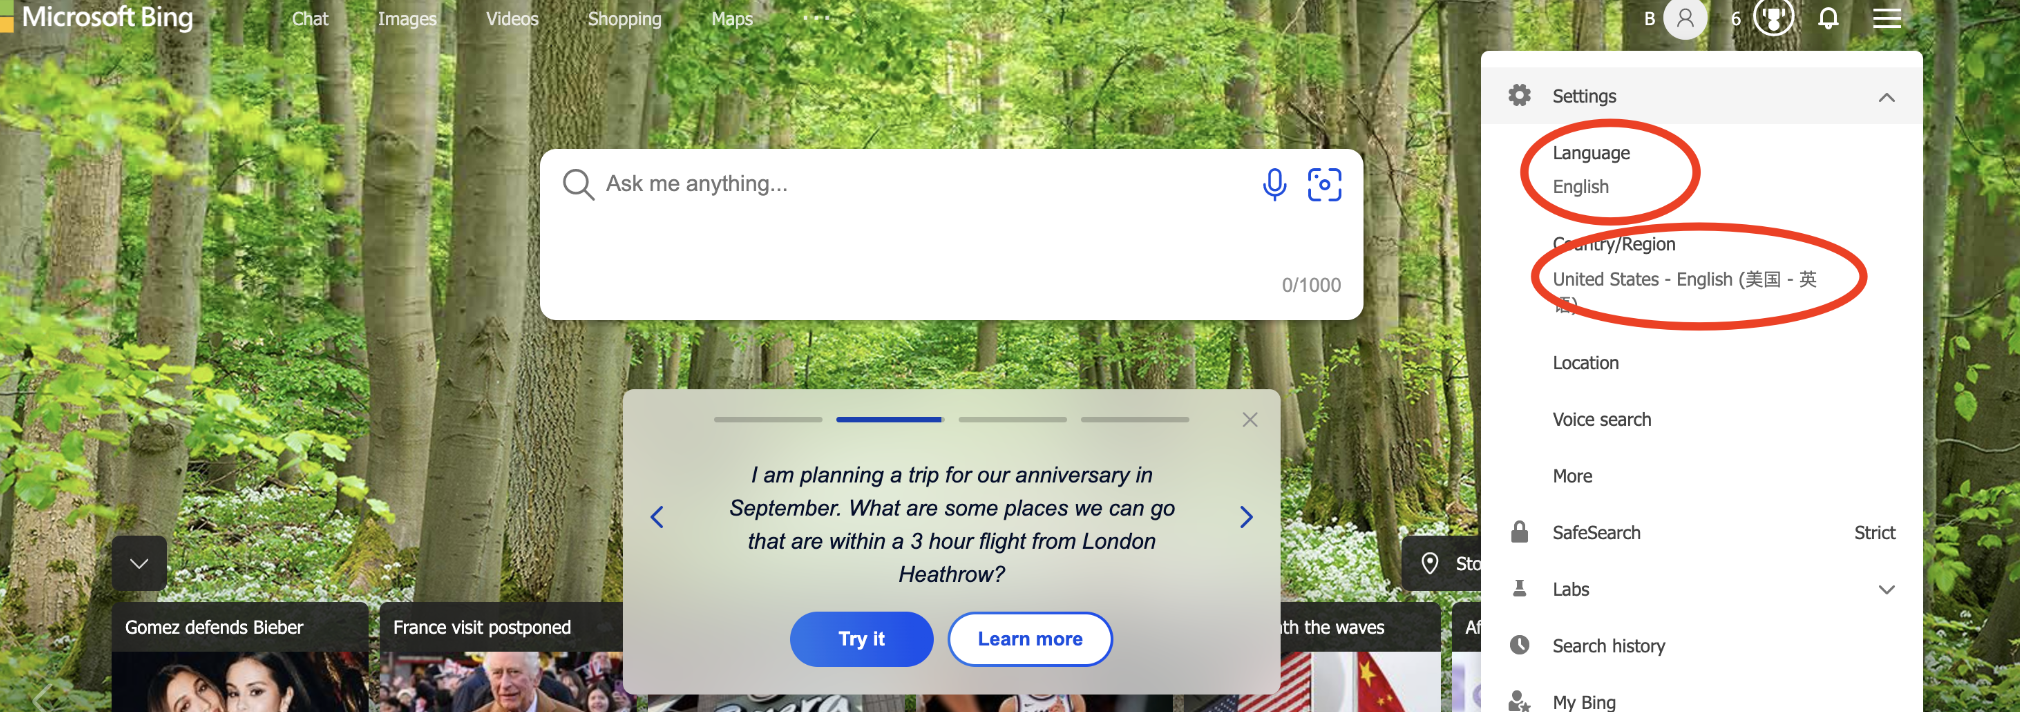 Microsoft Bing
Chat Images Videos Shopping Maps
B 6
Settings
Language
English
Country/Region
United States - English (美国 - 英
语)
Location
Voice search
More
SafeSearch Strict
Labs
Search history
My Bing
Ask me anything...
0/1000
I am planning a trip for our anniversary in
September. What are some places we can go
that are within a 3 hour flight from London
Heathrow?
Try it Learn more
Gomez defends Bieber
France visit postponed
the waves